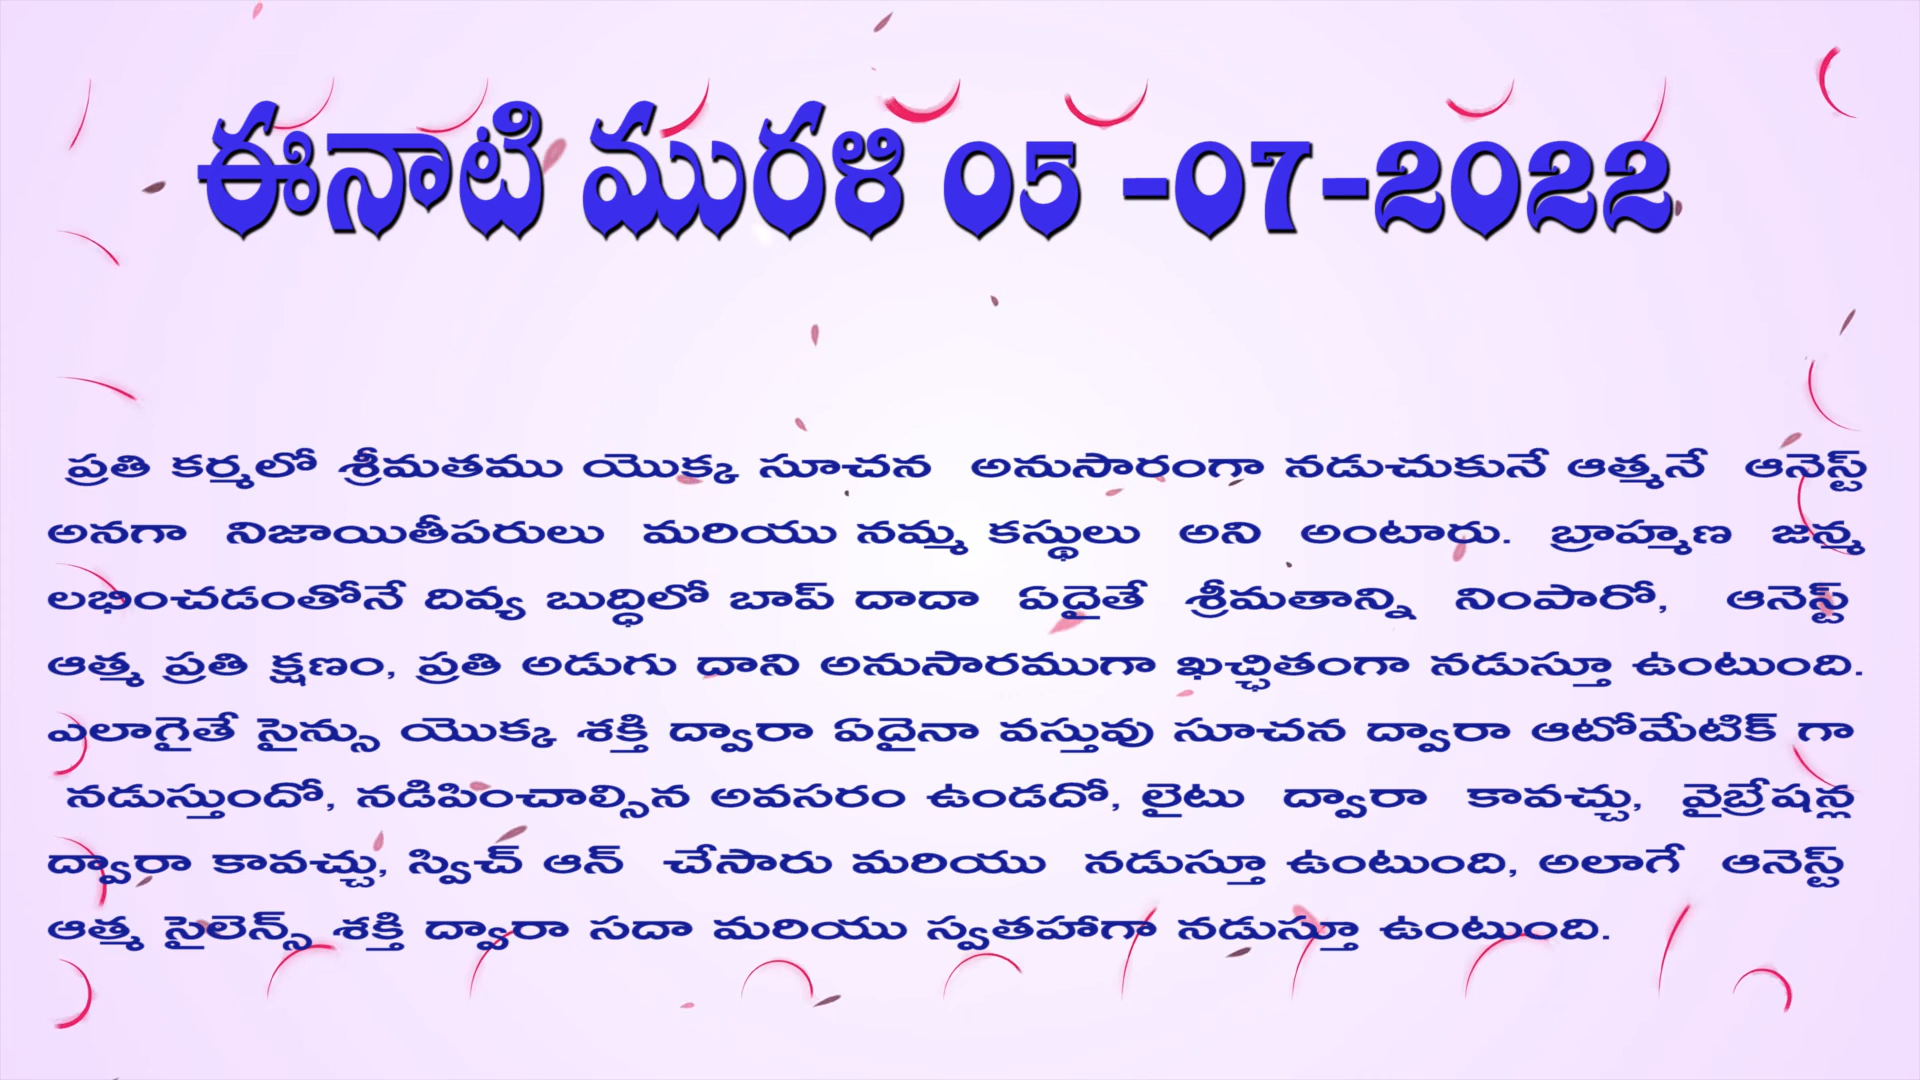 ఈనాటి మురళి 05 -07-2022
ప్రతి కర్మలో శ్రీమతము యొక్క సూచన అనుసారంగా నడుచుకునే ఆత్మనే ఆనెస్ట్
అనగా నిజాయితీపరులు మరియు నమ్మ కస్థులు అని అంటారు. బ్రాహ్మణ జన్మ
లభించడంతోనే దివ్య బుద్ధిలో బాప్ దాదా ఏదైతే శ్రీమతాన్ని నింపారో, ఆనెస్ట్
ఆత్మ ప్రతి క్షణం, ప్రతి అడుగు దాని అనుసారముగా ఖచ్ఛితంగా నడుస్తూ ఉంటుంది.
ఎలాగైతే సైన్సు యొక్క శక్తి ద్వారా ఏదైనా వస్తువు సూచన ద్వారా ఆటోమేటిక్ గా
నడుస్తుందో, నడిపించాల్సిన అవసరం ఉండదో, లైటు ద్వారా కావచ్చు, వైబ్రేషన్ల
ద్వారా కావచ్చు, స్విచ్ ఆన్ చేసారు మరియు నడుస్తూ ఉంటుంది, అలాగే ఆనెస్ట్
ఆత్మ సైలెన్స్ శక్తి ద్వారా సదా మరియు స్వతహాగా నడుస్తూ ఉంటుంది.